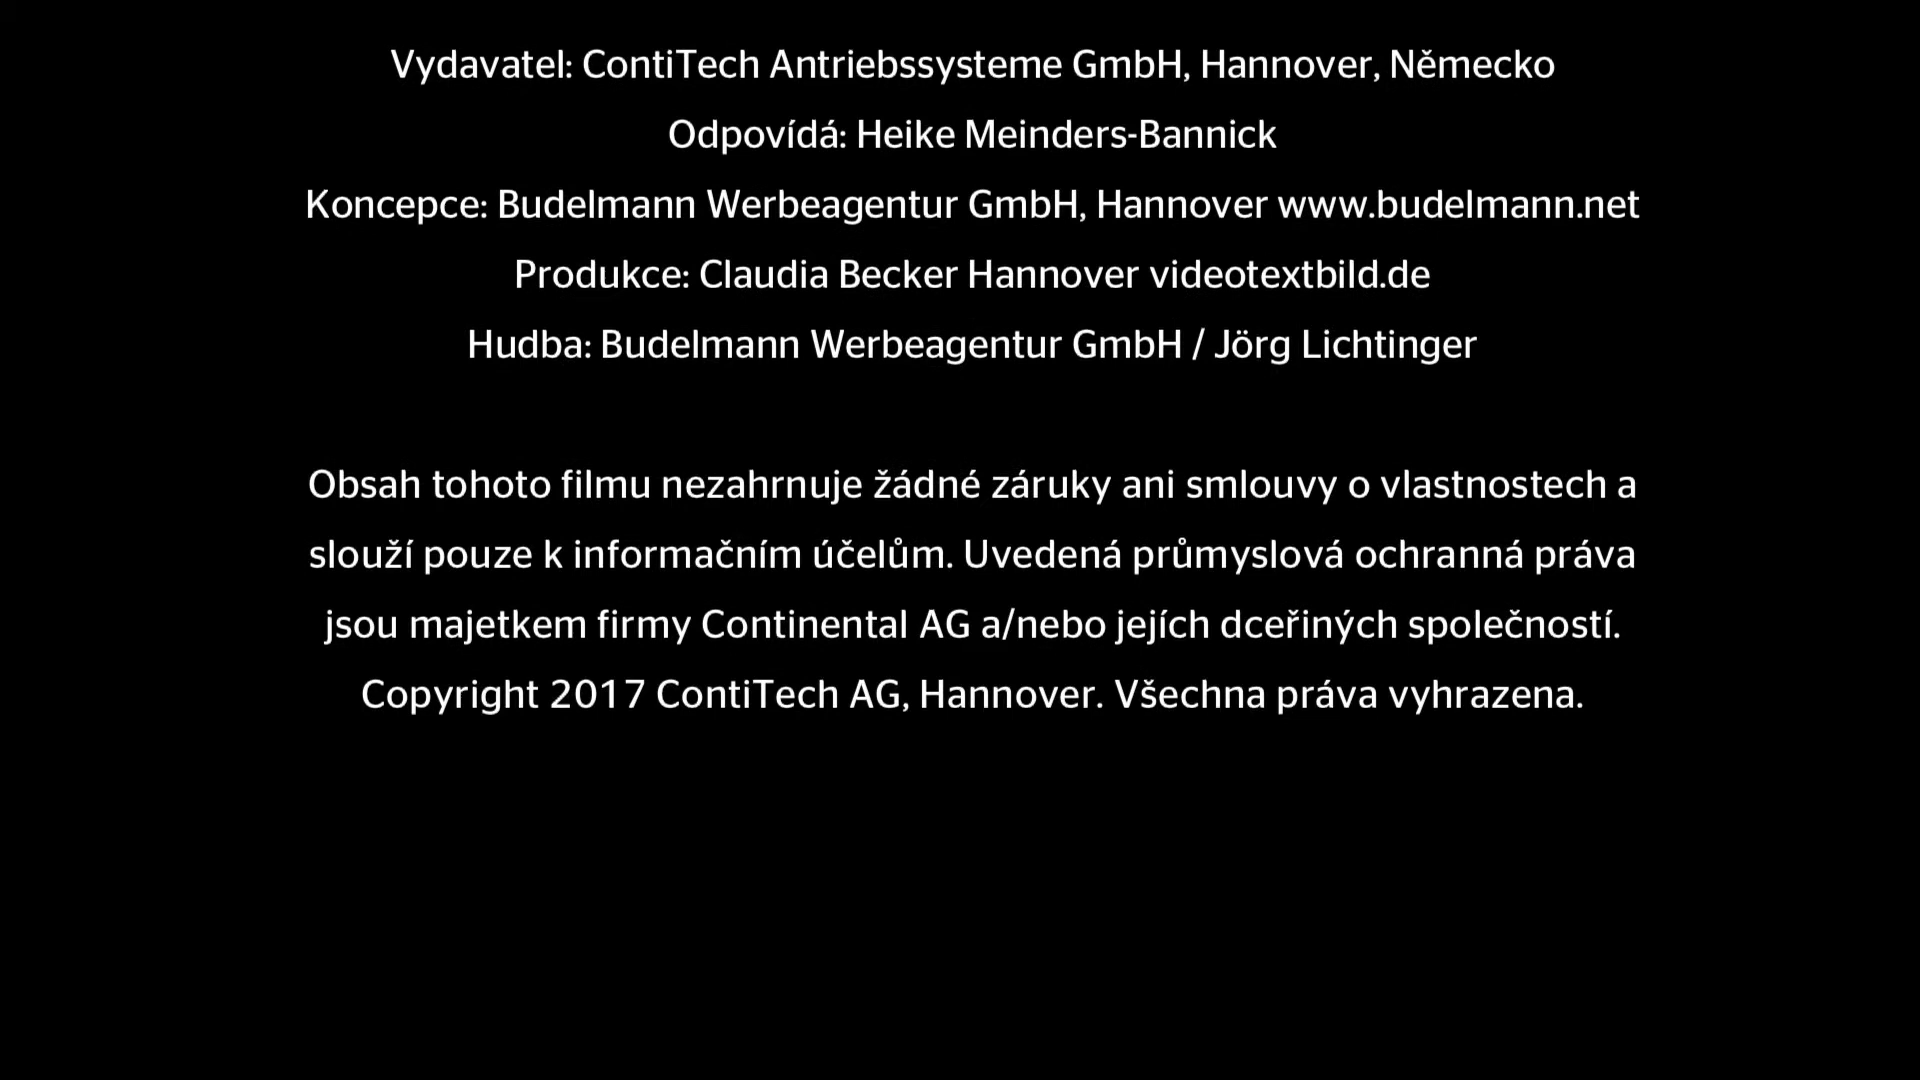 Vydavatel: ContiTech Antriebssysteme GmbH, Hannover, Německo
Odpovídá: Heike Meinders-Bannick
Koncepce: Budelmann Werbeagentur GmbH, Hannover www.budelmann.net
Produkce: Claudia Becker Hannover videotextbild.de
Hudba: Budelmann Werbeagentur GmbH / Jörg Lichtinger
Obsah tohoto filmu nezahrnuje žádné záruky ani smlouvy o vlastnostech a
slouží pouze k informačním účelům. Uvedená průmyslová ochranná práva
jsou majetkem firmy Continental AG a/nebo jejích dceřiných společností.
Copyright 2017 ContiTech AG, Hannover. Všechna práva vyhrazena.